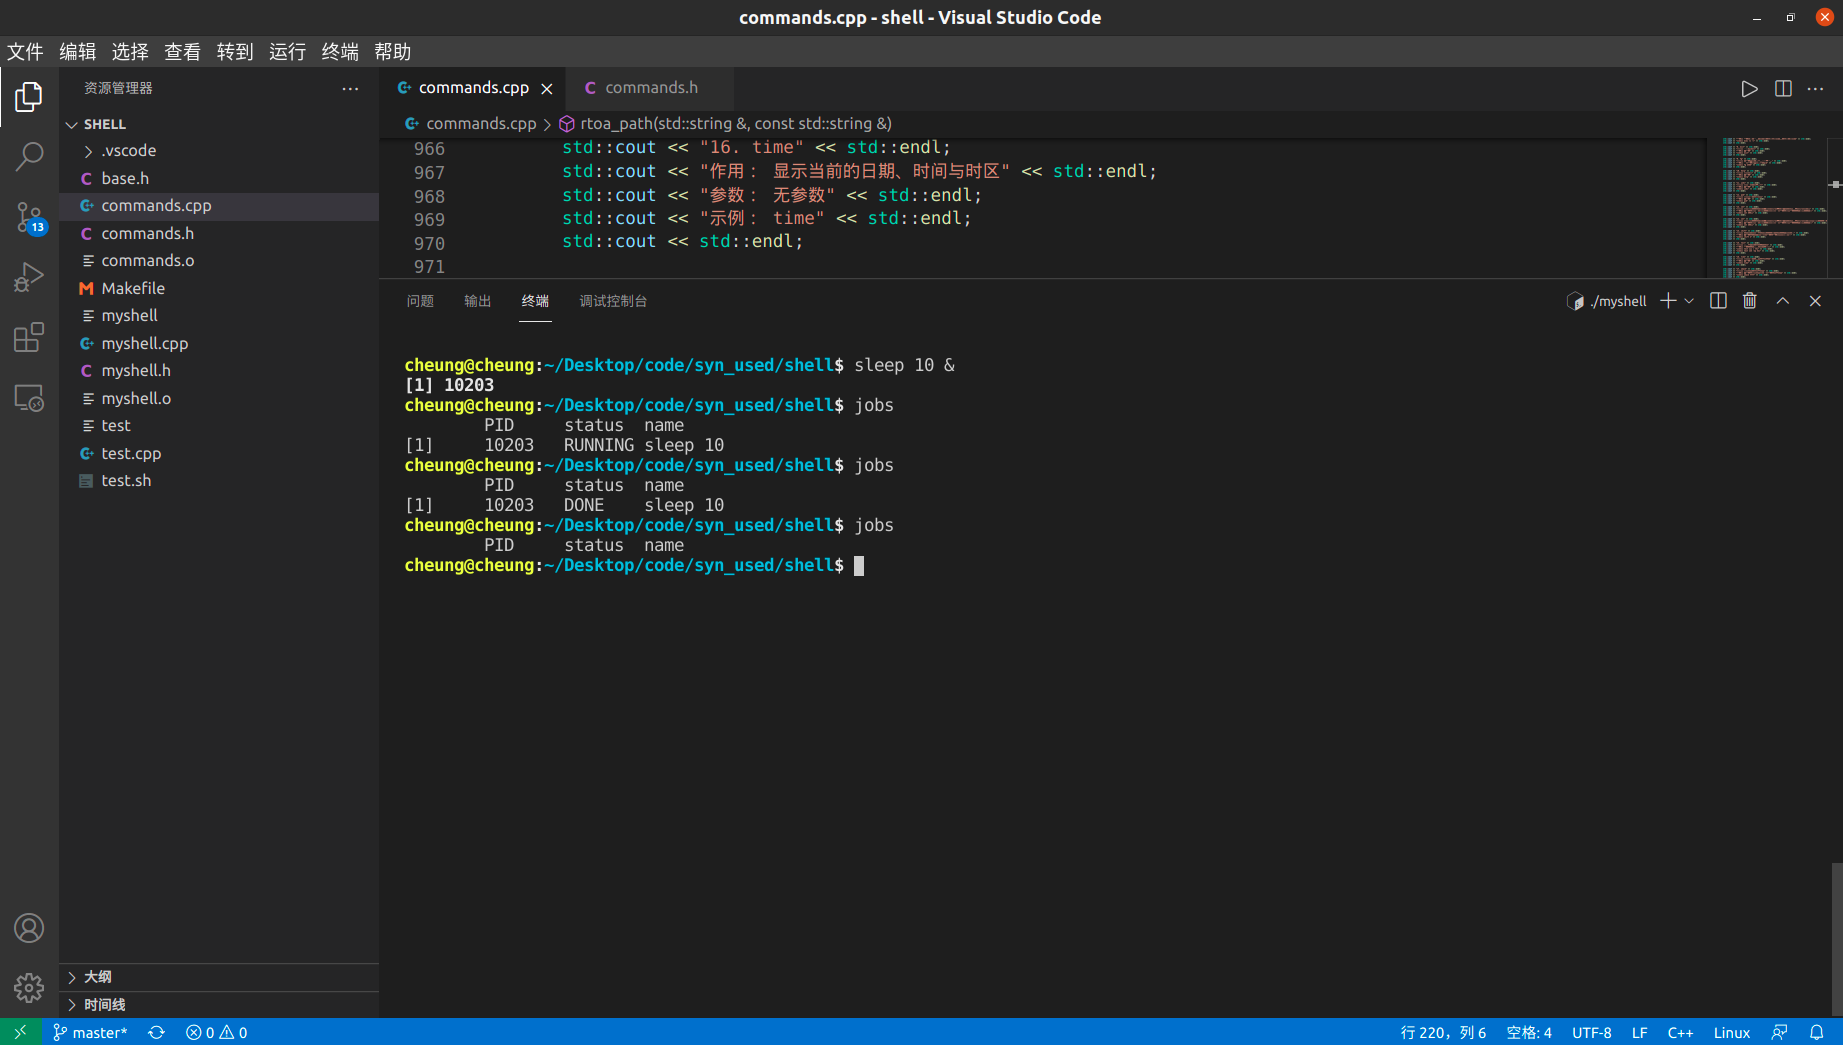 commands.cpp - shell - Visual Studio Code
文件 编辑 选择 查看 转到 运行 终端 帮助
资源管理器
SHELL
.vscode
base.h
commands.cpp
commands.h
commands.o
Makefile
myshell
myshell.cpp
myshell.h
myshell.o
test
test.cpp
test.sh
大纲
时间线
13
commands.cpp
commands.h
commands.cpp > rtoa_path(std::string &, const std::string &)
966 std::cout << "16. time" << std::endl;
967 std::cout << "作用： 显示当前的日期、时间与时区" << std::endl;
968 std::cout << "参数： 无参数" << std::endl;
969 std::cout << "示例： time" << std::endl;
970 std::cout << std::endl;
971
问题 输出 终端 调试控制台
./myshell
cheung@cheung:~/Desktop/code/syn_used/shell$ sleep 10 &
[1] 10203
cheung@cheung:~/Desktop/code/syn_used/shell$ jobs
PID status name
[1] 10203 RUNNING sleep 10
cheung@cheung:~/Desktop/code/syn_used/shell$ jobs
PID status name
[1] 10203 DONE sleep 10
cheung@cheung:~/Desktop/code/syn_used/shell$ jobs
PID status name
cheung@cheung:~/Desktop/code/syn_used/shell$
master* 0 0
行 220，列 6 空格: 4 UTF-8 LF C++ Linux